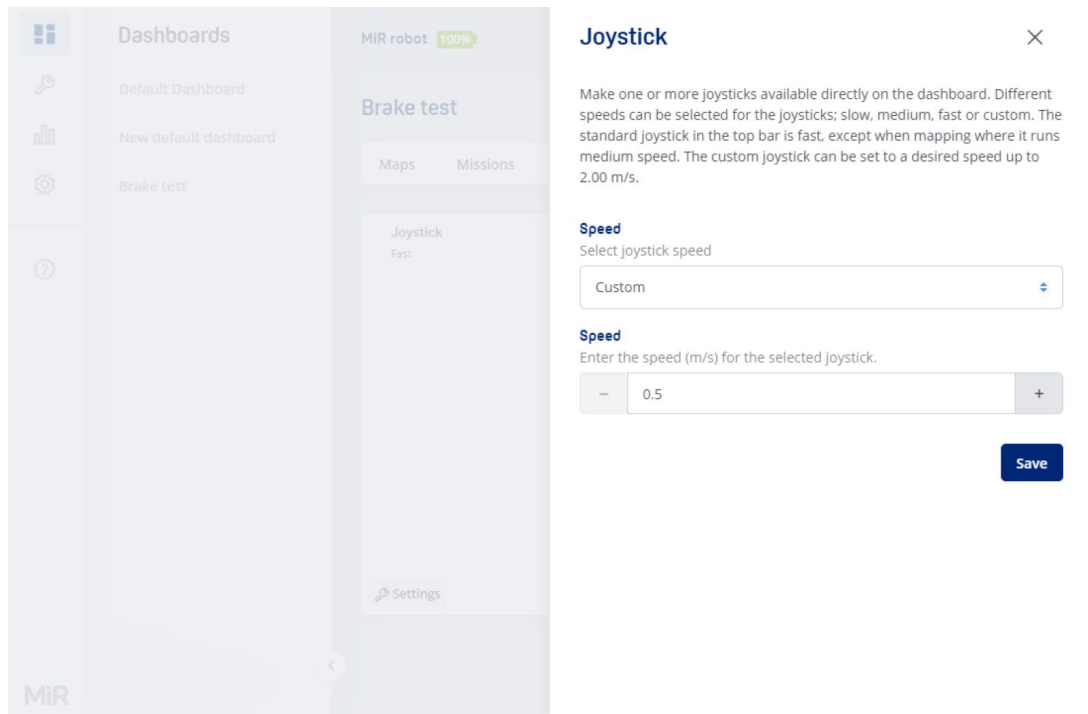 Dashboards
Default Dashboard
New default dashboard
Brake test
MiR
MiR robot 100%
Brake test
Maps Missions
Joystick
Fast
Settings
Joystick
Make one or more joysticks available directly on the dashboard. Different
speeds can be selected for the joysticks; slow, medium, fast or custom. The
standard joystick in the top bar is fast, except when mapping where it runs
medium speed. The custom joystick can be set to a desired speed up to
2.00 m/s.
Speed
Select joystick speed
Custom
Speed
Enter the speed (m/s) for the selected joystick.
− 0.5 +
Save